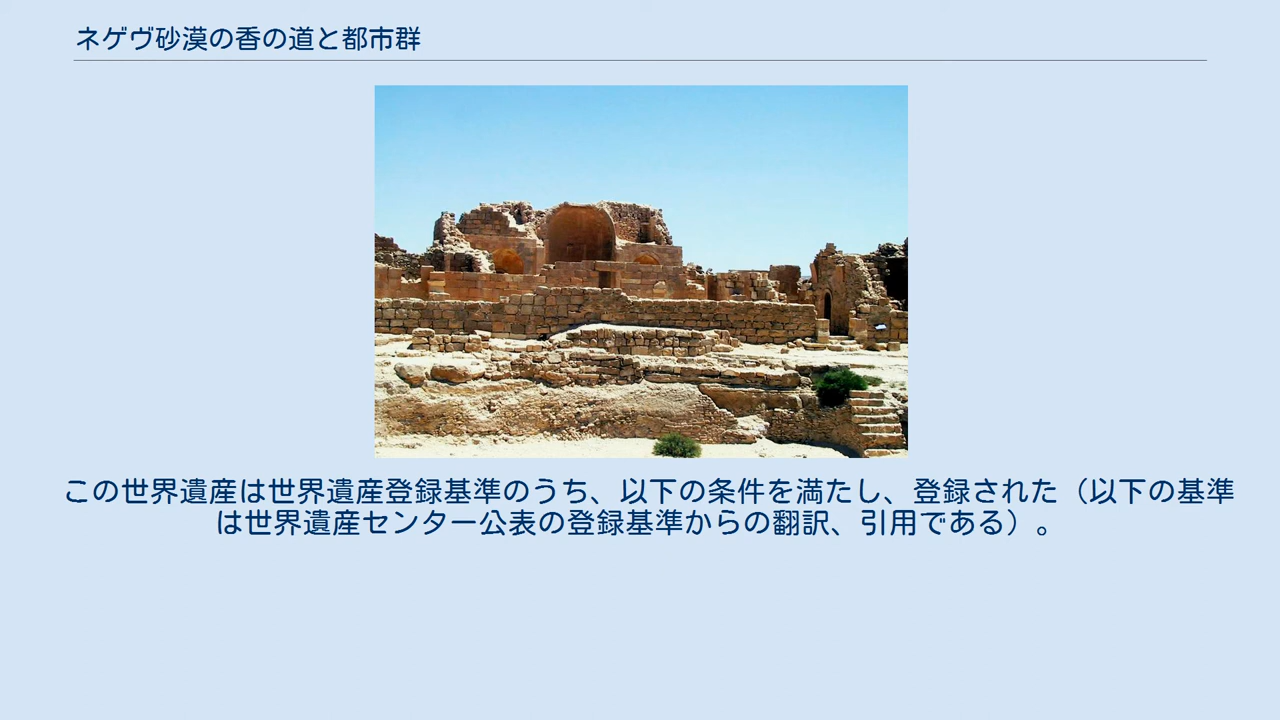 ネゲヴ砂漠の香の道と都市群
この世界遺産は世界遺産登録基準のうち、以下の条件を満たし、登録された（以下の基準
は世界遺産センター公表の登録基準からの翻訳、引用である）。